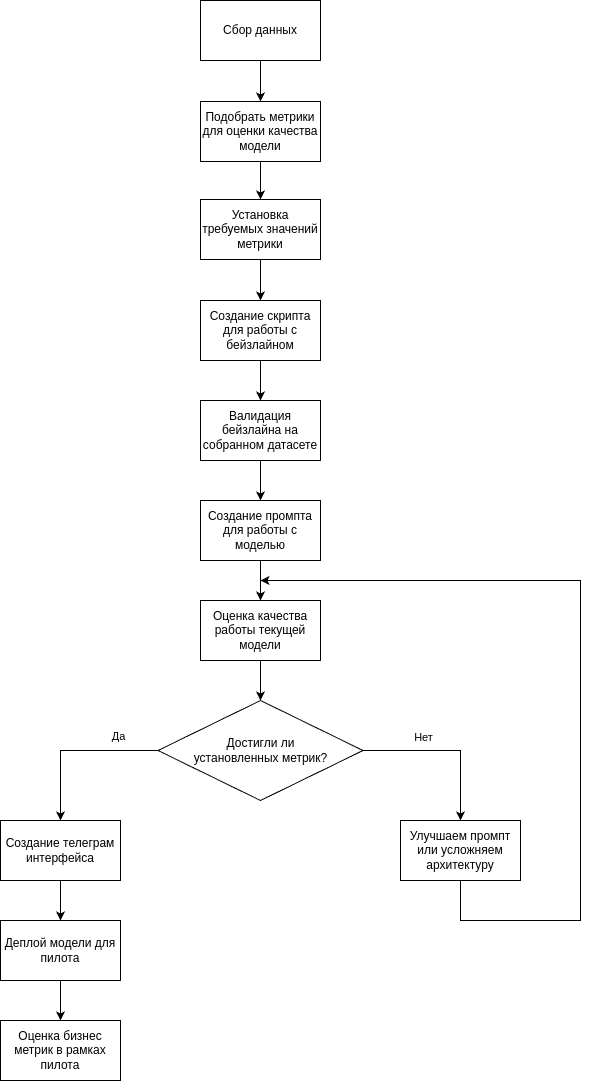 Сбор данных
Подобрать метрики
для оценки качества
модели
Установка
требуемых значений
метрики
Создание скрипта
для работы с
бейзлайном
Валидация
бейзлайна на
собранном датасете
Создание промпта
для работы с
моделью
Оценка качества
работы текущей
модели
Достигли ли
установленных метрик?
Да
Нет
Создание телеграм
интерфейса
Улучшаем промпт
или усложняем
архитектуру
Деплой модели для
пилота
Оценка бизнес
метрик в рамках
пилота